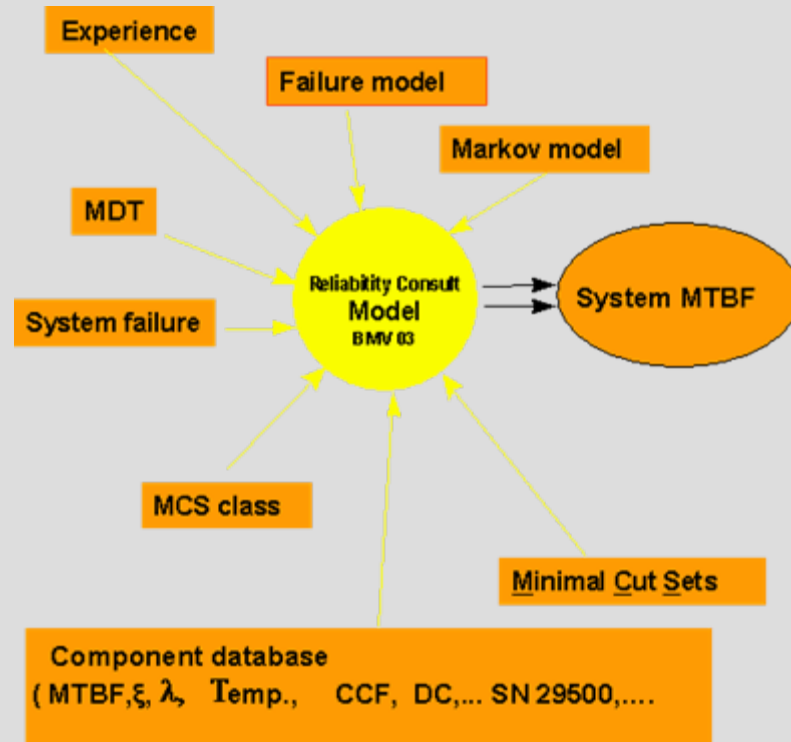 Experience
Failure model
Markov model
MDT
Reliability Consult
Model
BMV 03
System MTBF
System failure
MCS class
Minimal Cut Sets
Component database
( MTBF,ξ, λ, Temp., CCF, DC,... SN 29500,....